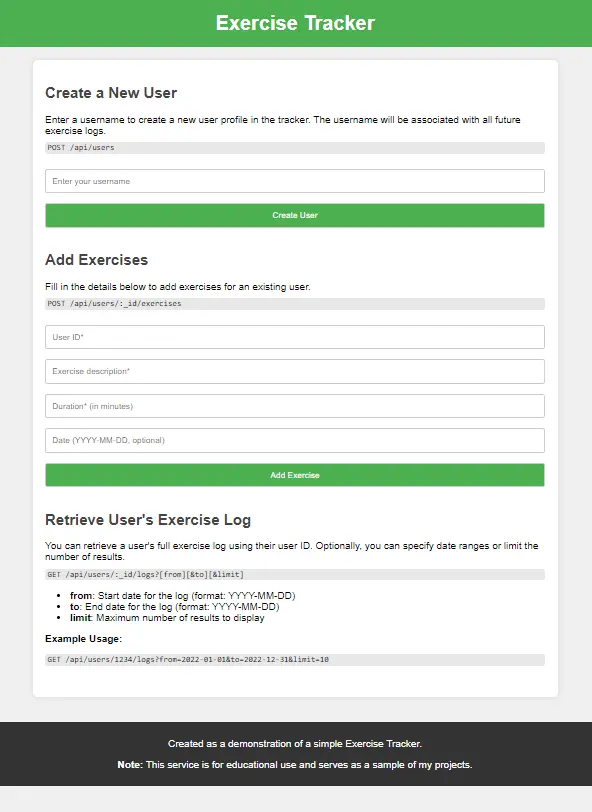 Exercise Tracker
Create a New User
Enter a username to create a new user profile in the tracker. The username will be associated with all future
exercise logs.
POST /api/users
Enter your username
Create User
Add Exercises
Fill in the details below to add exercises for an existing user.
POST /api/users/:_id/exercises
User ID*
Exercise description*
Duration* (in minutes)
Date (YYYY-MM-DD, optional)
Add Exercise
Retrieve User's Exercise Log
You can retrieve a user's full exercise log using their user ID. Optionally, you can specify date ranges or limit the
number of results.
GET /api/users/:_id/logs?[from][&to][&limit]
• from: Start date for the log (format: YYYY-MM-DD)
• to: End date for the log (format: YYYY-MM-DD)
• limit: Maximum number of results to display
Example Usage:
GET /api/users/1234/logs?from=2022-01-01&to=2022-12-31&limit=10
Created as a demonstration of a simple Exercise Tracker.
Note: This service is for educational use and serves as a sample of my projects.